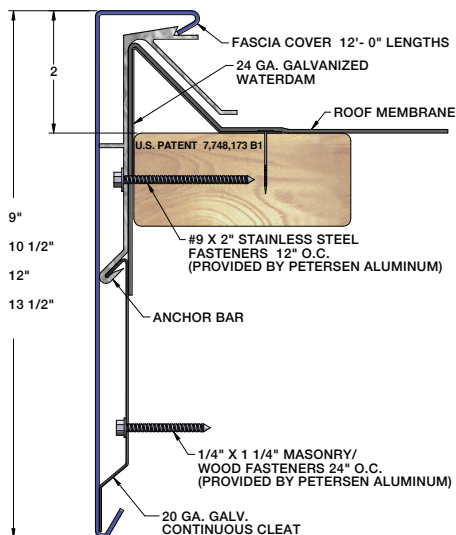 FASCIA COVER 12'- 0" LENGTHS
2
24 GA. GALVANIZED
WATERDAM
ROOF MEMBRANE
U.S. PATENT 7,748,173 B1
9"
10 1/2"
12"
13 1/2"
#9 X 2" STAINLESS STEEL
FASTENERS 12" O.C.
(PROVIDED BY PETERSEN ALUMINUM)
ANCHOR BAR
1/4" X 1 1/4" MASONRY/
WOOD FASTENERS 24" O.C.
(PROVIDED BY PETERSEN ALUMINUM)
20 GA. GALV.
CONTINUOUS CLEAT